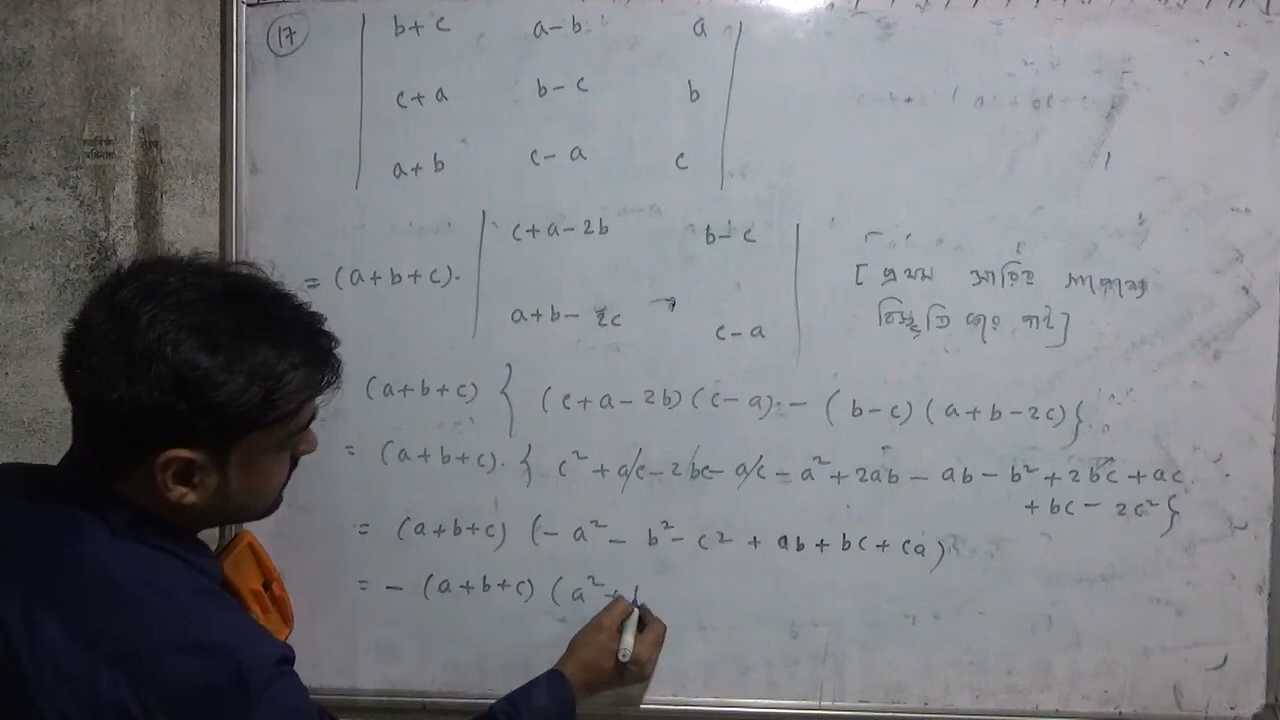 17
b+c a-b a
c+a b-c b
a+b c-a c
= (a+b+c). c+a-2b b-c
a+b-2c c-a
[ প্রথম সারির সাপেক্ষে
বিস্তৃতি করে পাই ]
(a+b+c) { (c+a-2b)(c-a) - (b-c)(a+b-2c)}
= (a+b+c). { c²+ac-2bc-ac-a²+2ab-ab-b²+2bc+ac
+bc-2c²}
= (a+b+c) (-a²-b²-c²+ab+bc+ca)
= -(a+b+c) (a²+